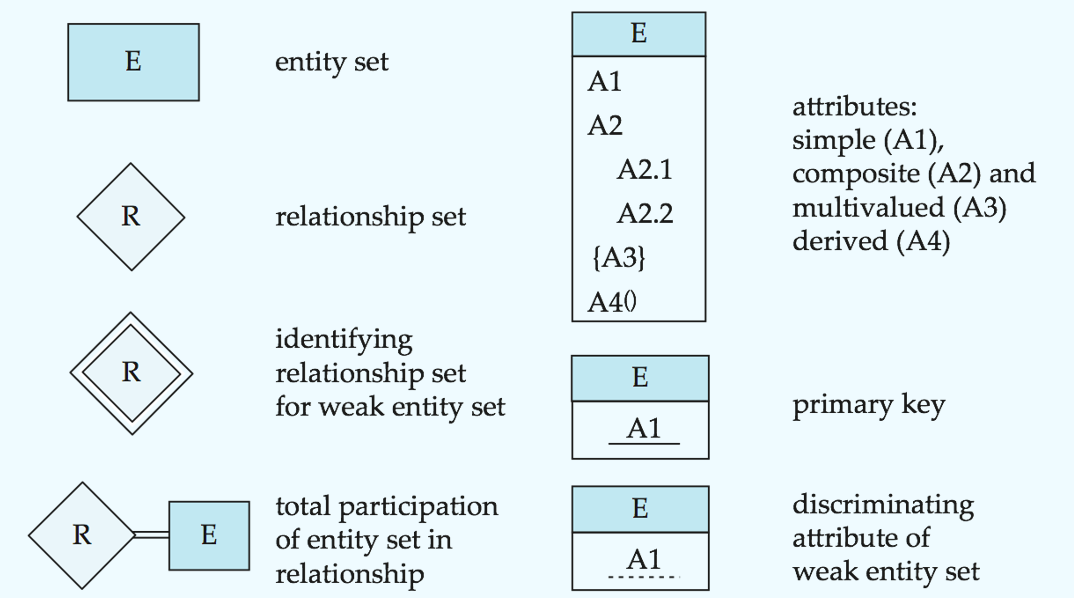 E
entity set
R
relationship set
R
identifying
relationship set
for weak entity set
R
E
total participation
of entity set in
relationship
E
A1
A2
A2.1
A2.2
{A3}
A4()
attributes:
simple (A1),
composite (A2) and
multivalued (A3)
derived (A4)
E
A1
primary key
E
A1
discriminating
attribute of
weak entity set